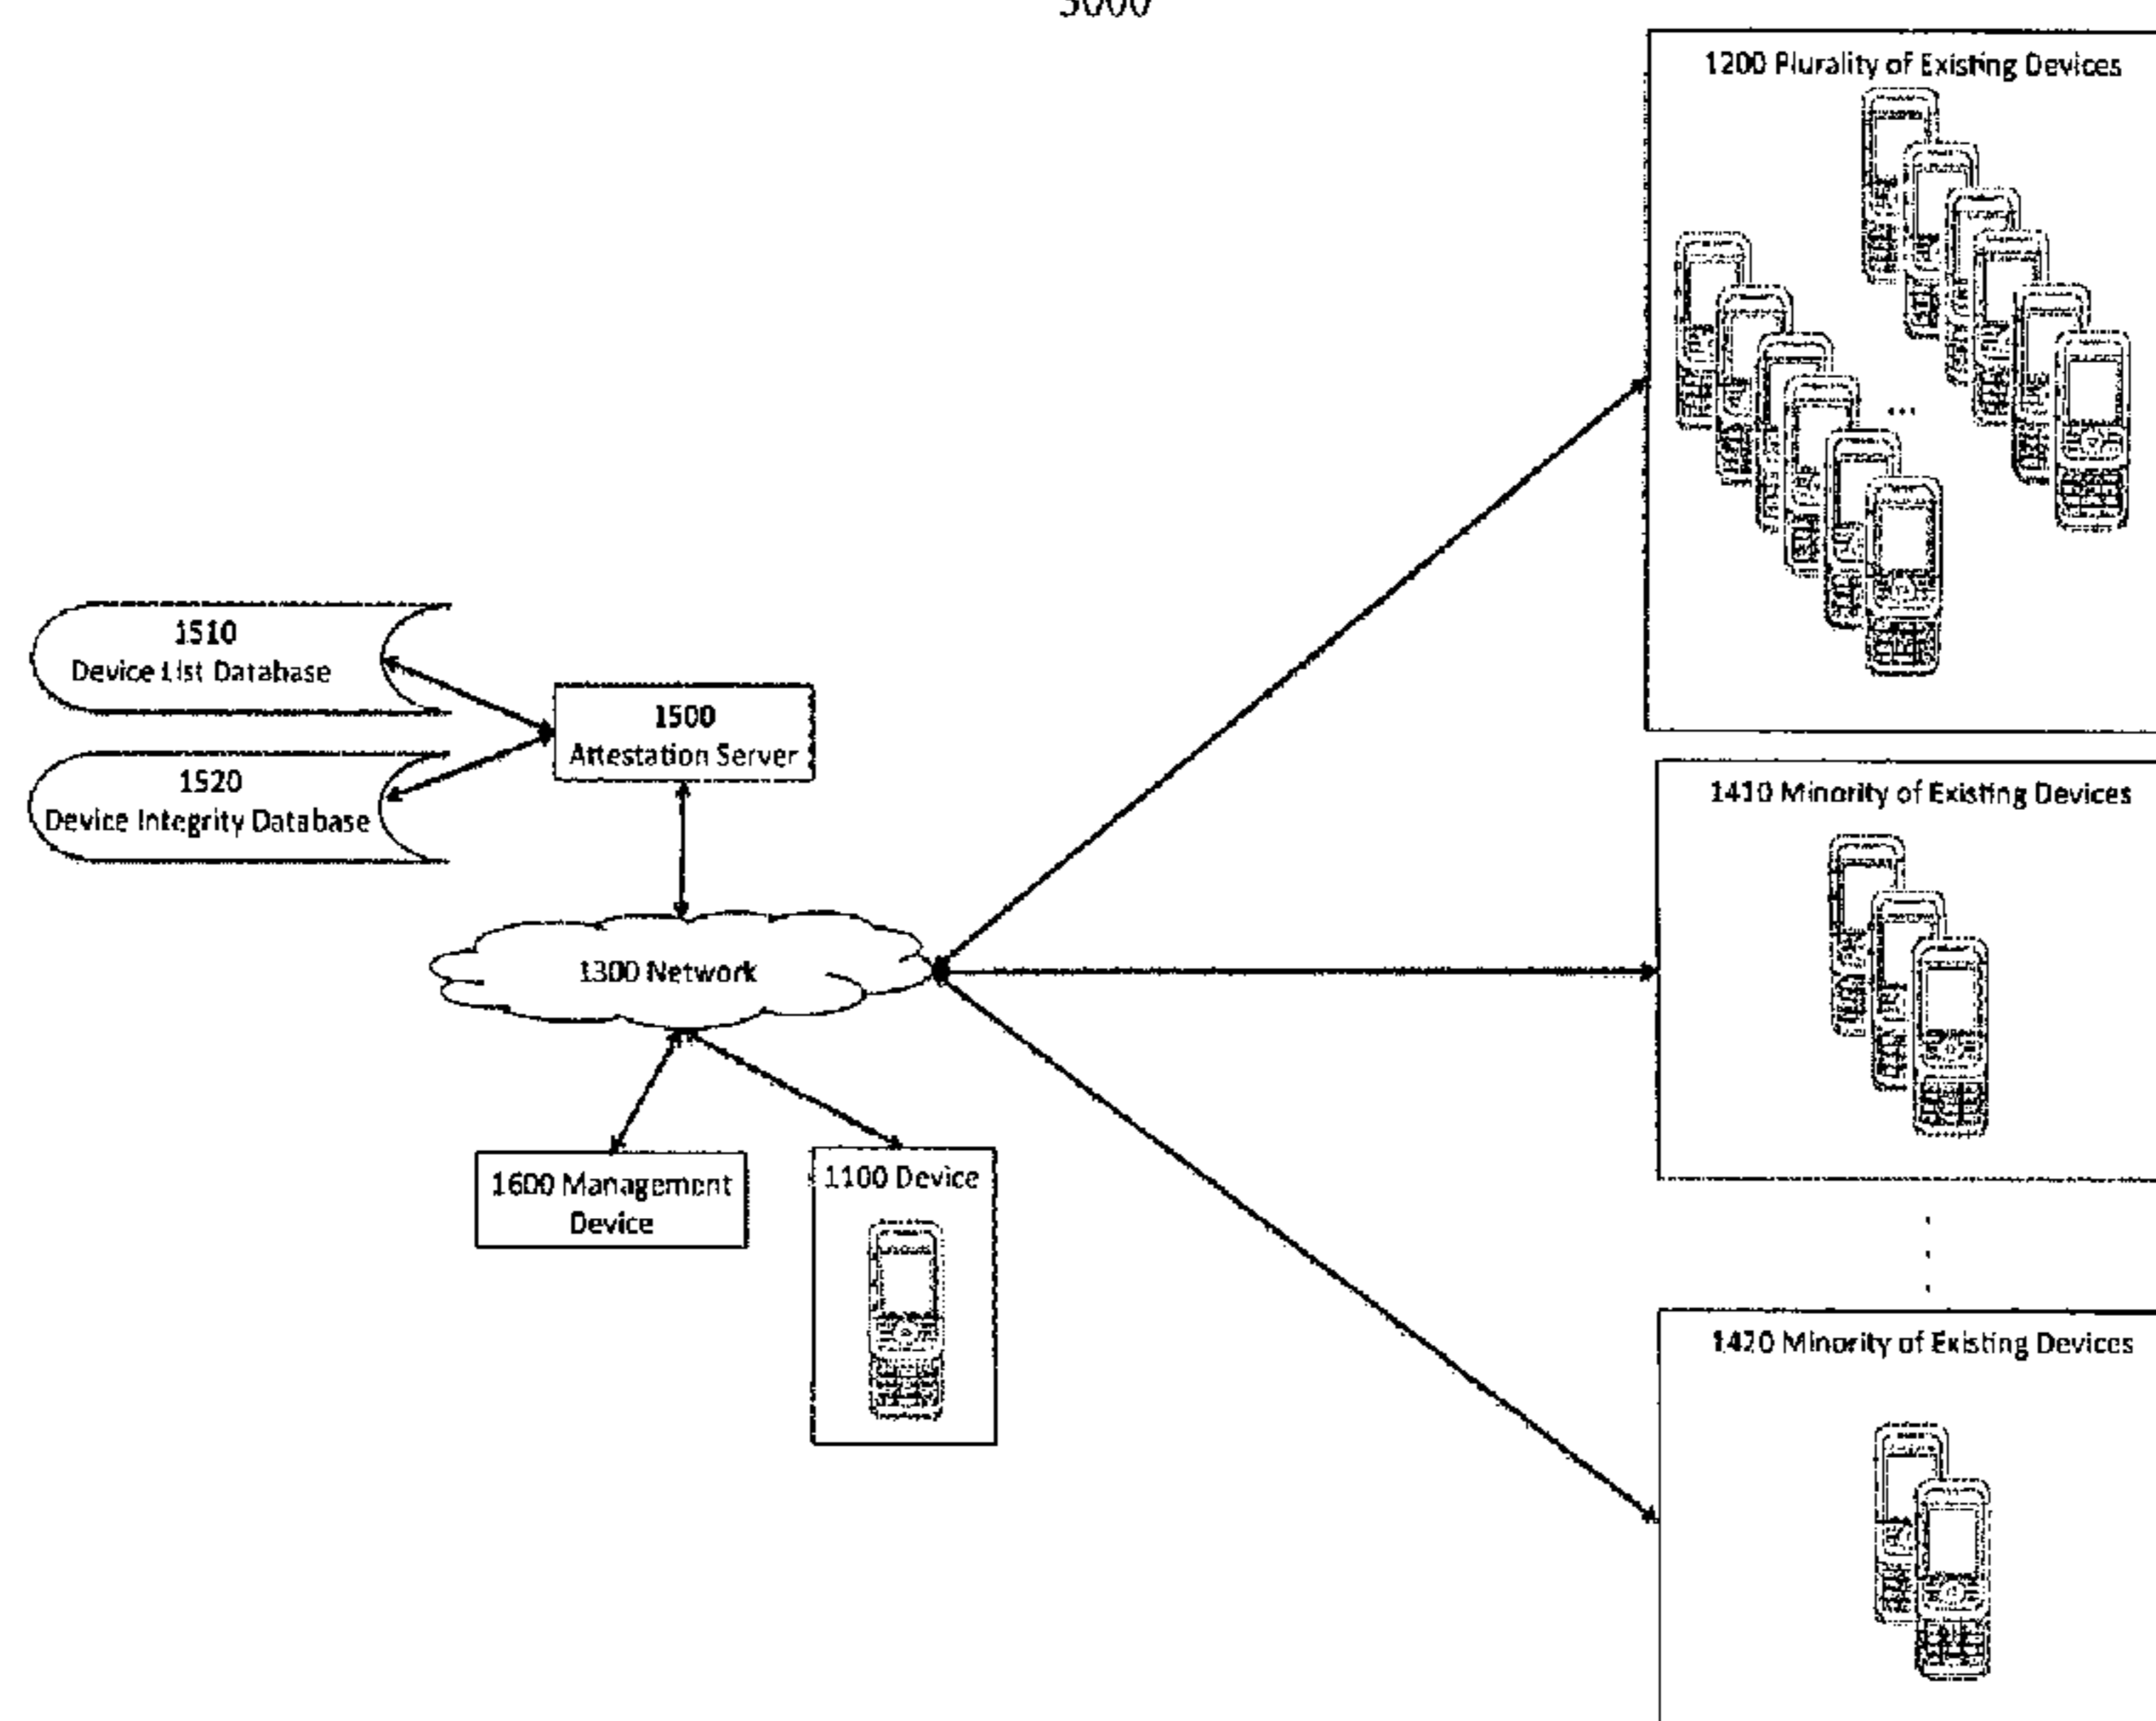 1200 Plurality of Existing Devices
...
1510
Device List Database
1500
Attestation Server
1520
Device Integrity Database
1410 Minority of Existing Devices
1300 Network
1600 Management
Device
1100 Device
1420 Minority of Existing Devices